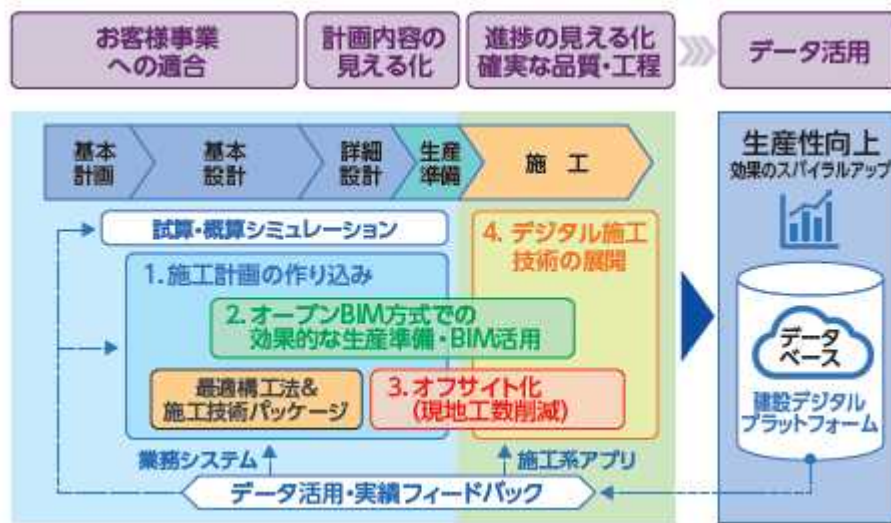 お客様事業
への適合
計画内容の
見える化
進捗の見える化
確実な品質・工程
データ活用
基本
計画
基本
設計
詳細
設計
生産
準備
施 工
試算・概算シミュレーション
1. 施工計画の作り込み
2. オープンBIM方式での
効果的な生産準備・BIM活用
最適構工法&
施工技術パッケージ
3. オフサイト化
(現地工数削減)
4. デジタル施工
技術の展開
業務システム
施工系アプリ
データ活用・実績フィードバック
生産性向上
効果のスパイラルアップ
データ
ベース
建設デジタル
プラットフォーム